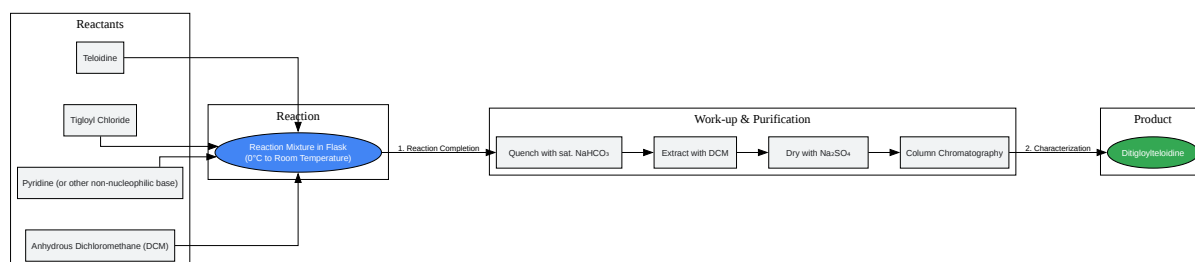 Reactants
Teloidine
Tigloyl Chloride
Pyridine (or other non-nucleophilic base)
Anhydrous Dichloromethane (DCM)
Reaction
Reaction Mixture in Flask
(0°C to Room Temperature)
1. Reaction Completion
Work-up & Purification
Quench with sat. NaHCO₃
Extract with DCM
Dry with Na₂SO₄
Column Chromatography
2. Characterization
Product
Ditigloylteloidine